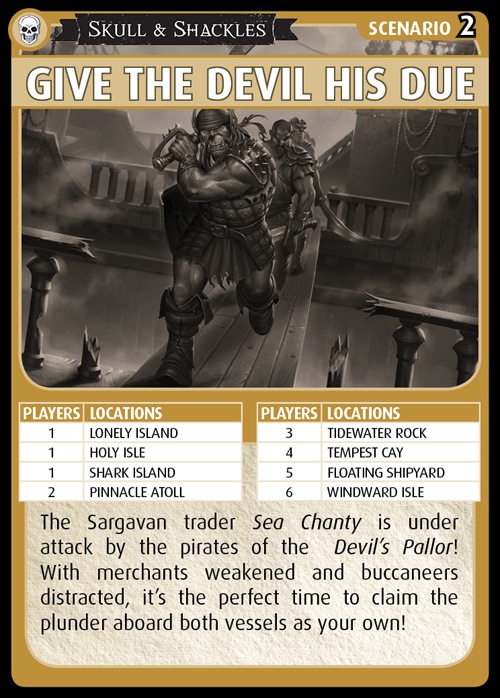 SKULL & SHACKLES
SCENARIO 2
GIVE THE DEVIL HIS DUE
PLAYERS LOCATIONS
1 LONELY ISLAND
1 HOLY ISLE
1 SHARK ISLAND
2 PINNACLE ATOLL
PLAYERS LOCATIONS
3 TIDEWATER ROCK
4 TEMPEST CAY
5 FLOATING SHIPYARD
6 WINDWARD ISLE
The Sargavan trader Sea Chanty is under
attack by the pirates of the Devil's Pallor!
With merchants weakened and buccaneers
distracted, it's the perfect time to claim the
plunder aboard both vessels as your own!